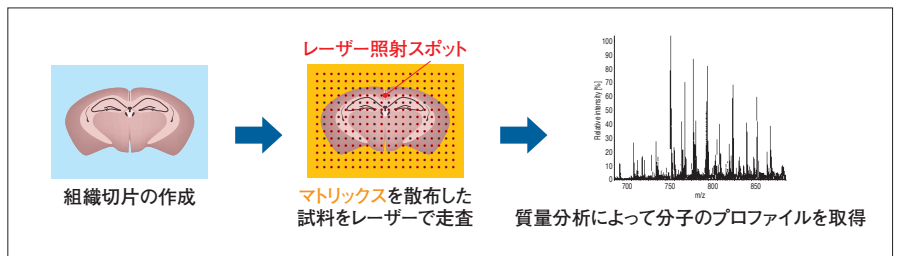 組織切片の作成
レーザー照射スポット
マトリックスを散布した
試料をレーザーで走査
Relative intensity [%]
100
90
80
70
60
50
40
30
20
10
0
700 750 800 850
m/z
質量分析によって分子のプロファイルを取得